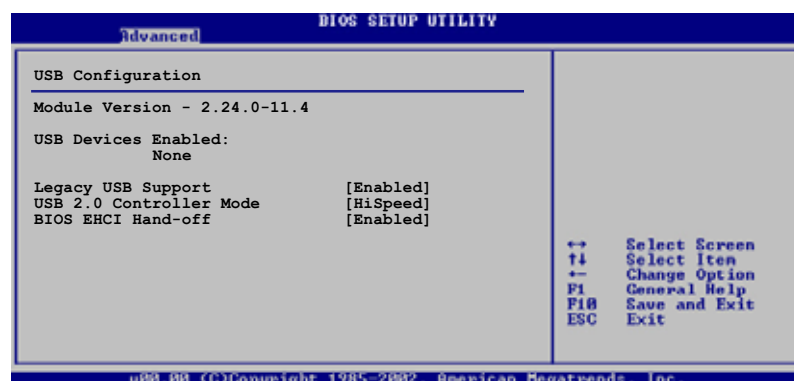 BIOS SETUP UTILITY
Advanced
USB Configuration
Module Version - 2.24.0-11.4
USB Devices Enabled:
None
Legacy USB Support [Enabled]
USB 2.0 Controller Mode [HiSpeed]
BIOS EHCI Hand-off [Enabled]
↔ Select Screen
↑↓ Select Item
+- Change Option
F1 General Help
F10 Save and Exit
ESC Exit
v00.00 (C)Copyright 1985-2002, American Megatrends, Inc.